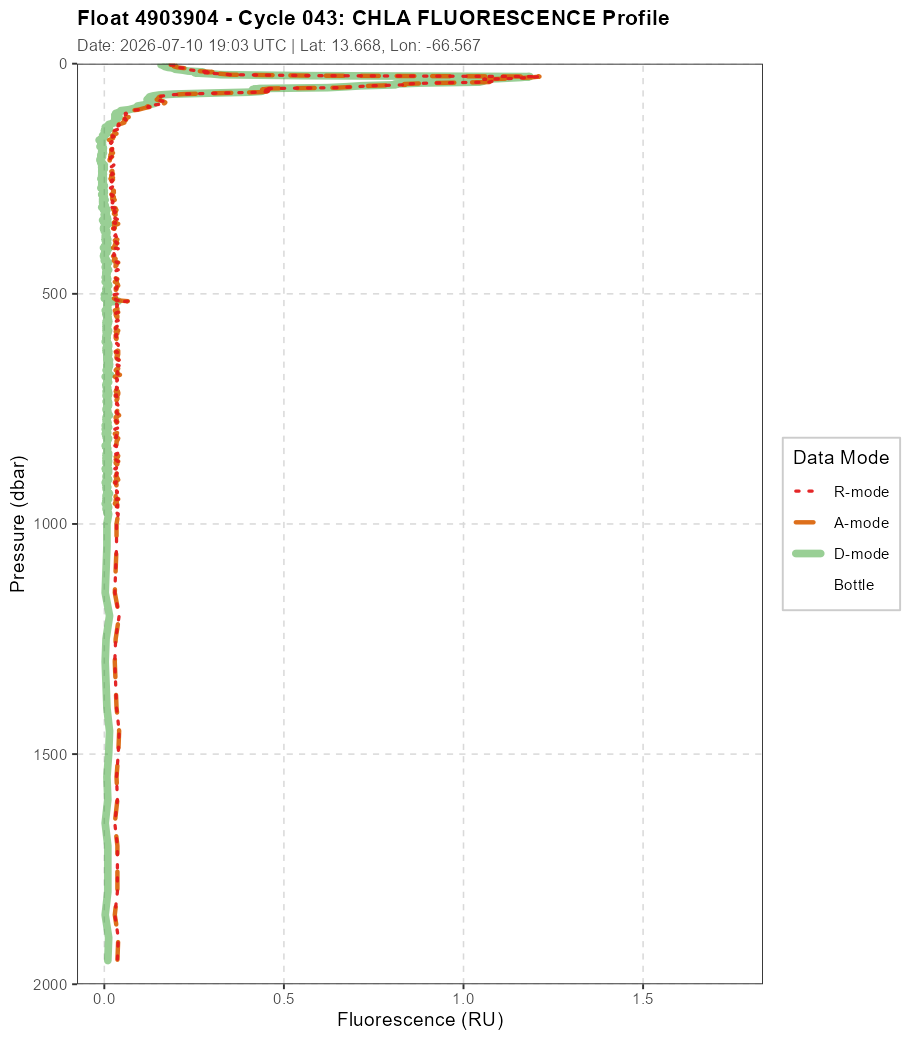 Float 4903904 - Cycle 043: CHLA FLUORESCENCE Profile
Date: 2026-07-10 19:03 UTC | Lat: 13.668, Lon: -66.567
0
500
1000
1500
2000
Pressure (dbar)
0.0
0.5
1.0
1.5
Fluorescence (RU)
Data Mode
R-mode
A-mode
D-mode
Bottle